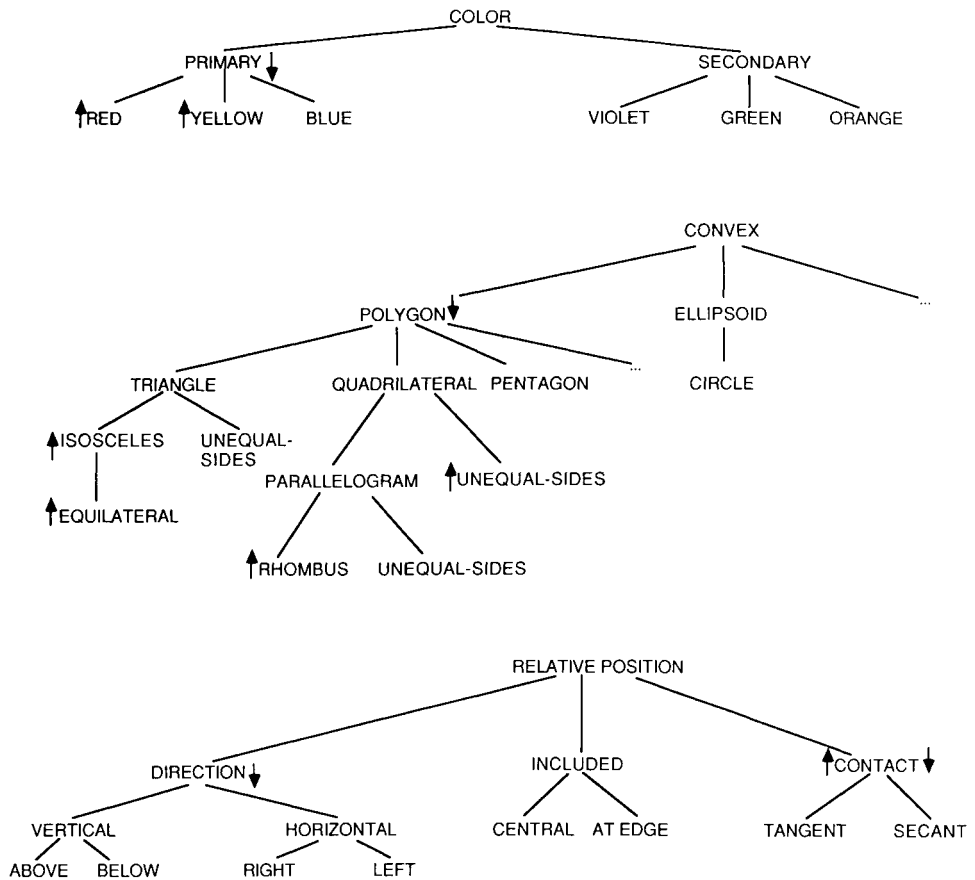 COLOR
PRIMARY SECONDARY
RED YELLOW BLUE VIOLET GREEN ORANGE
CONVEX
...
POLYGON ELLIPSOID
...
TRIANGLE QUADRILATERAL PENTAGON CIRCLE
ISOSCELES UNEQUAL-
SIDES
PARALLELOGRAM UNEQUAL-SIDES
EQUILATERAL
RHOMBUS UNEQUAL-SIDES
RELATIVE POSITION
DIRECTION INCLUDED CONTACT
VERTICAL HORIZONTAL CENTRAL AT EDGE TANGENT SECANT
ABOVE BELOW RIGHT LEFT